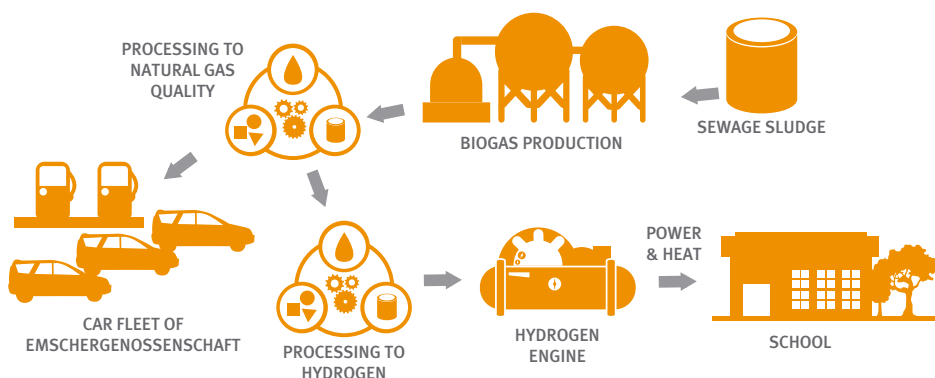 PROCESSING TO
NATURAL GAS
QUALITY
BIOGAS PRODUCTION
SEWAGE SLUDGE
CAR FLEET OF
EMSCHERGENOSSENSCHAFT
PROCESSING TO
HYDROGEN
HYDROGEN
ENGINE
POWER
& HEAT
SCHOOL